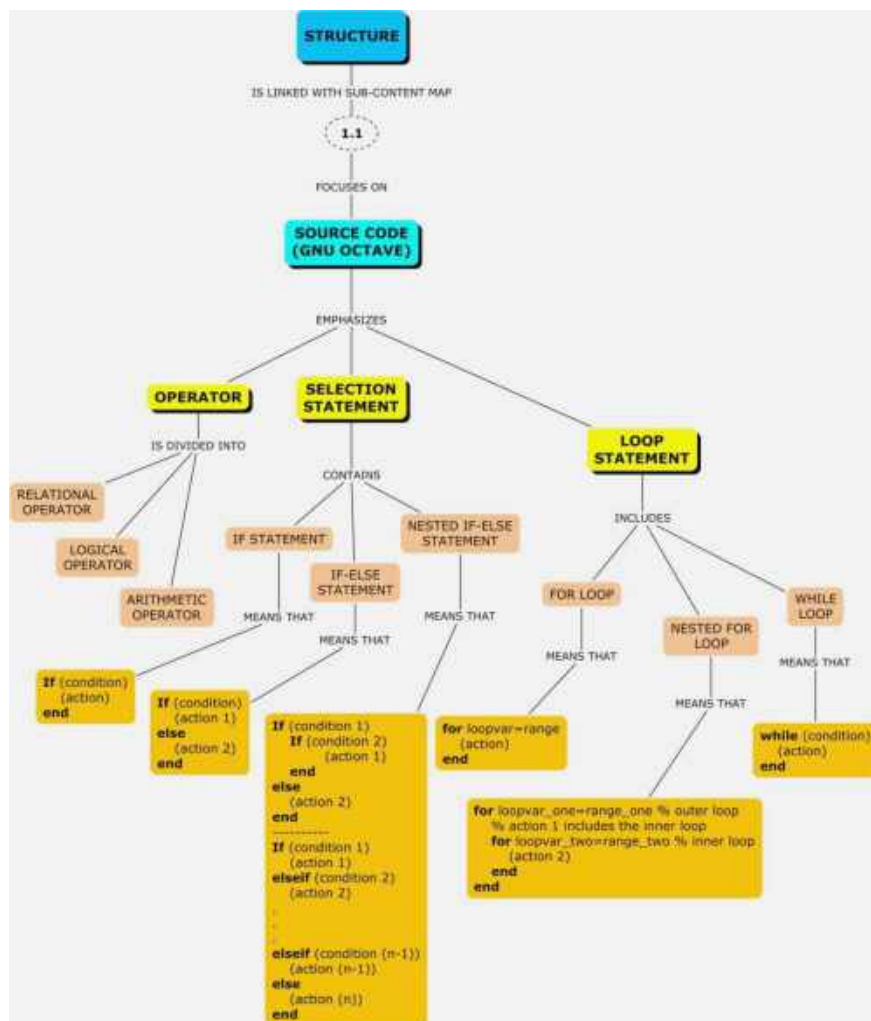 STRUCTURE
IS LINKED WITH SUB-CONTENT MAP
1.1
FOCUSES ON
SOURCE CODE
(GNU OCTAVE)
EMPHASIZES
OPERATOR
SELECTION
STATEMENT
LOOP
STATEMENT
IS DIVIDED INTO
RELATIONAL
OPERATOR
LOGICAL
OPERATOR
ARITHMETIC
OPERATOR
CONTAINS
IF STATEMENT
IF-ELSE
STATEMENT
NESTED IF-ELSE
STATEMENT
INCLUDES
FOR LOOP
NESTED FOR
LOOP
WHILE
LOOP
MEANS THAT
If (condition)
(action)
end
MEANS THAT
If (condition)
(action 1)
else
(action 2)
end
MEANS THAT
If (condition 1)
If (condition 2)
(action 1)
end
else
(action 2)
end
----------
If (condition 1)
(action 1)
elseif (condition 2)
(action 2)
.
.
.
elseif (condition (n-1))
(action (n-1))
else
(action (n))
end
MEANS THAT
for loopvar=range
(action)
end
MEANS THAT
for loopvar_one=range_one % outer loop
% action 1 includes the inner loop
for loopvar_two=range_two % inner loop
(action 2)
end
end
MEANS THAT
while (condition)
(action)
end